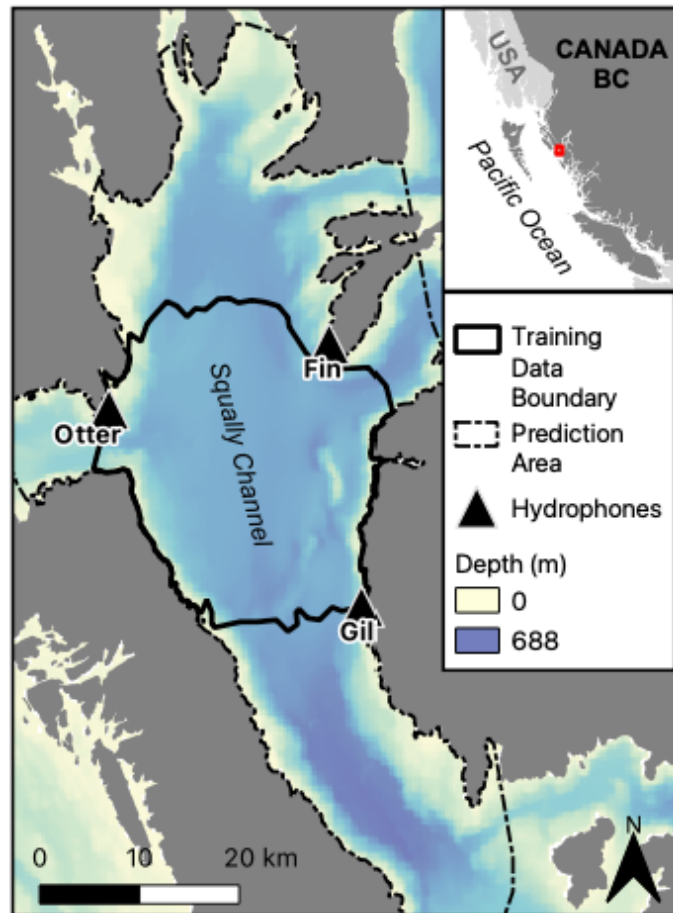 USA
CANADA
BC
Pacific Ocean
Training
Data
Boundary
Prediction
Area
Hydrophones
Depth (m)
0
688
Fin
Otter
Squally Channel
Gil
0 10 20 km
N